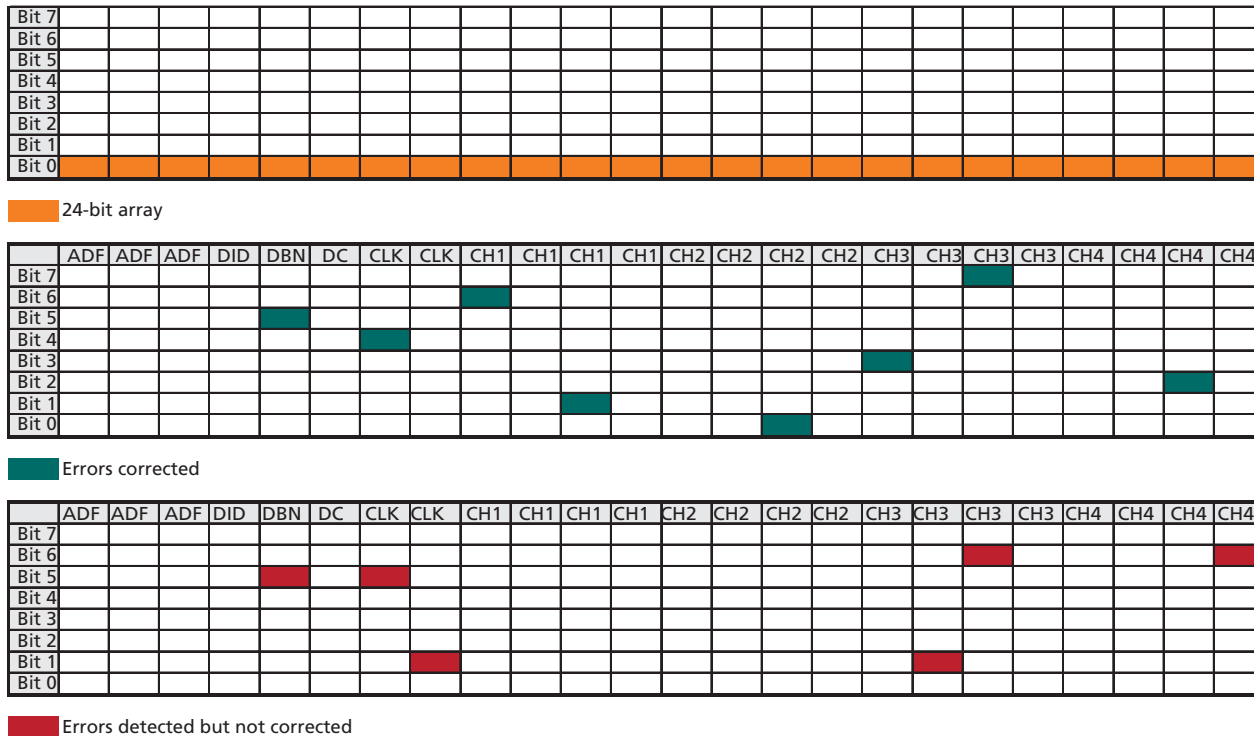 Bit 7
Bit 6
Bit 5
Bit 4
Bit 3
Bit 2
Bit 1
Bit 0
24-bit array
ADF ADF ADF DID DBN DC CLK CLK CH1 CH1 CH1 CH1 CH2 CH2 CH2 CH2 CH3 CH3 CH3 CH3 CH4 CH4 CH4 CH4
Bit 7
Bit 6
Bit 5
Bit 4
Bit 3
Bit 2
Bit 1
Bit 0
Errors corrected
ADF ADF ADF DID DBN DC CLK CLK CH1 CH1 CH1 CH1 CH2 CH2 CH2 CH2 CH3 CH3 CH3 CH3 CH4 CH4 CH4 CH4
Bit 7
Bit 6
Bit 5
Bit 4
Bit 3
Bit 2
Bit 1
Bit 0
Errors detected but not corrected